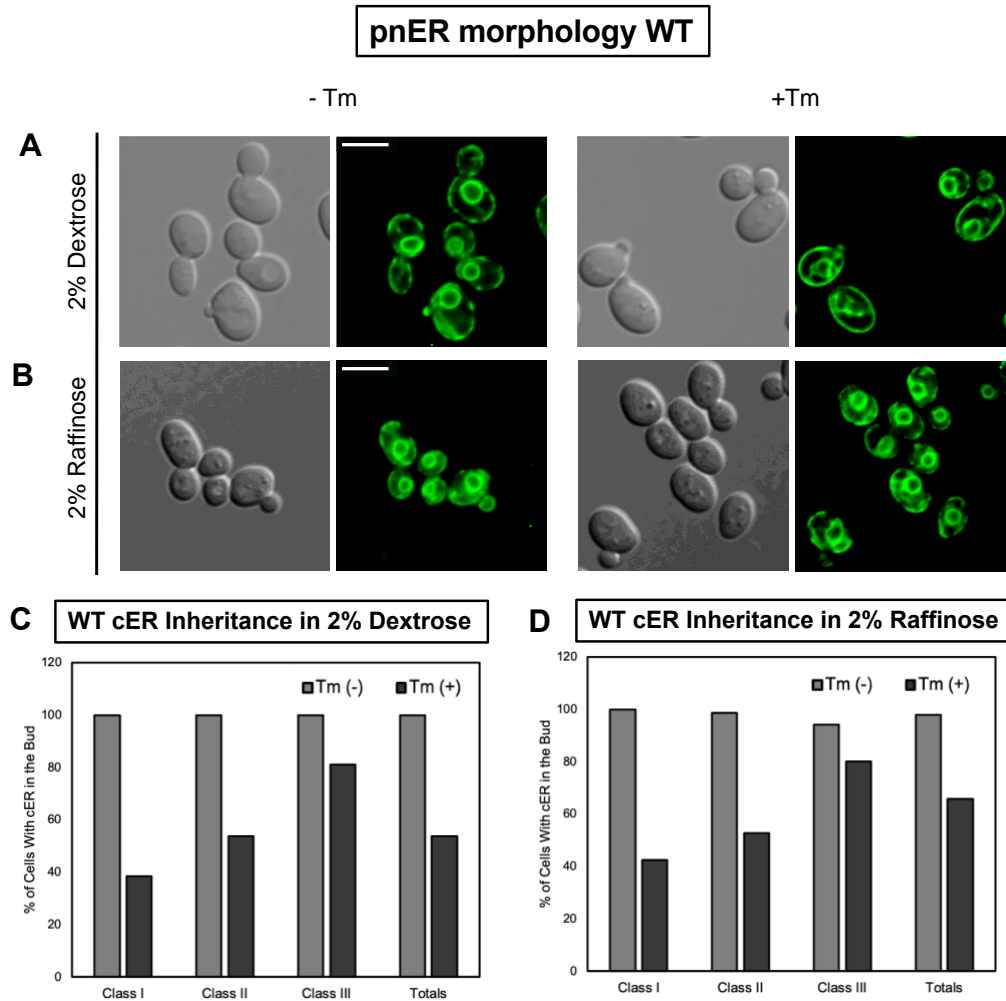 pnER morphology WT
- Tm
+Tm
A
2% Dextrose
B
2% Raffinose
C
WT cER Inheritance in 2% Dextrose
120
100
80
60
40
20
0
% of Cells With cER in the Bud
Tm (-)
Tm (+)
Class I
Class II
Class III
Totals
D
WT cER Inheritance in 2% Raffinose
120
100
80
60
40
20
0
% of Cells With cER in the Bud
Tm (-)
Tm (+)
Class I
Class II
Class III
Totals